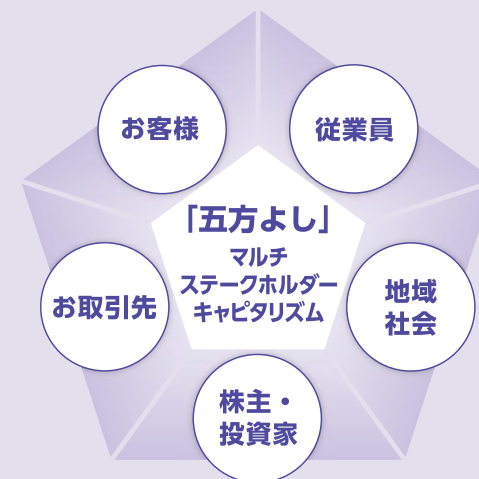 お客様
従業員
「五方よし」
マルチ
ステークホルダー
キャピタリズム
お取引先
地域
社会
株主・
投資家